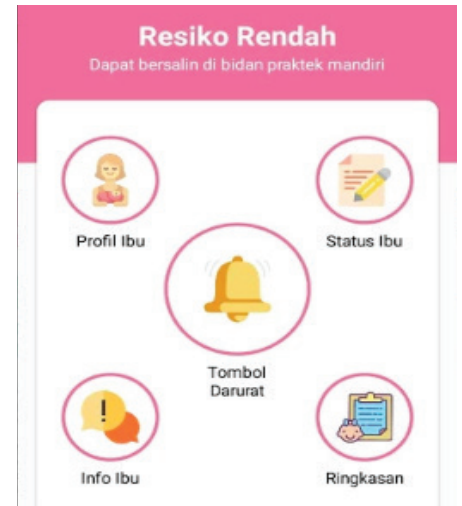 Resiko Rendah
Dapat bersalin di bidan praktek mandiri
Profil Ibu
Status Ibu
Tombol
Darurat
Info Ibu
Ringkasan